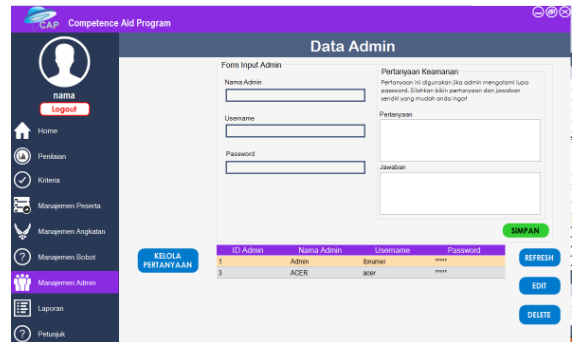 CAP Competence Aid Program
Data Admin
nama
Logout
Home
Penilaian
Kriteria
Manajemen Peserta
Manajemen Angkatan
Manajemen Bobot
Manajemen Admin
Laporan
Petunjuk
Form Input Admin
Nama Admin
Username
Password
Pertanyaan Keamanan
Pertanyaan ini digunakan jika admin mengalami lupa
password. Silahkan bikin pertanyaan dan jawaban
sendiri yang mudah anda ingat
Pertanyaan
Jawaban
SIMPAN
KELOLA
PERTANYAAN
ID Admin Nama Admin Username Password
1 Admin ibnumei *****
3 ACER acer *****
REFRESH
EDIT
DELETE